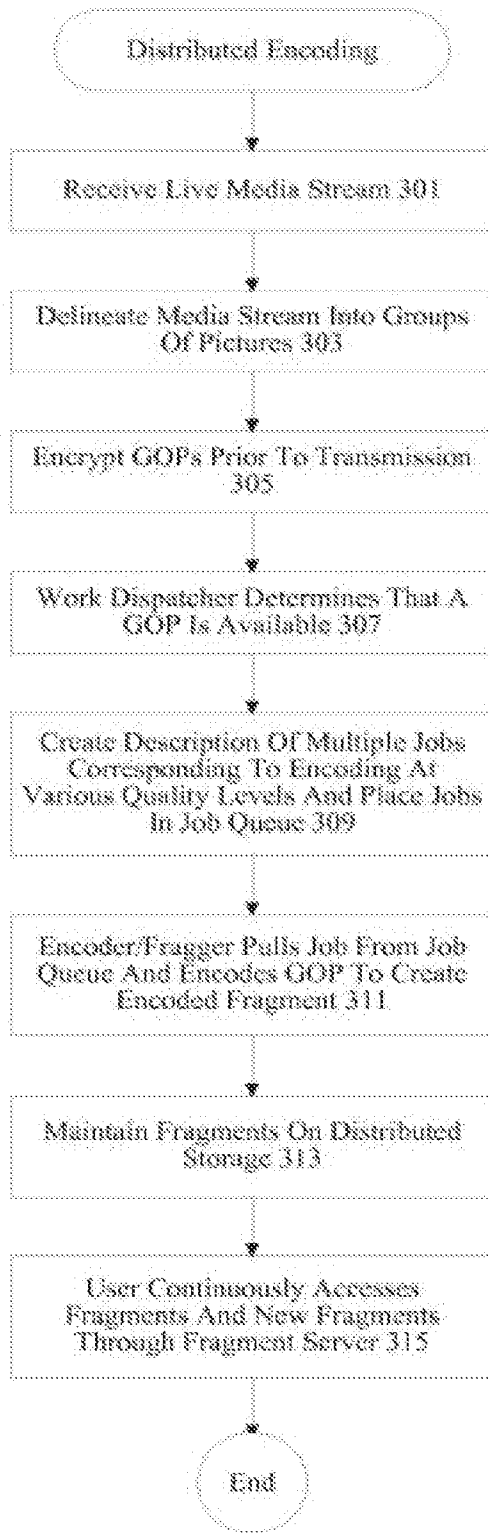 Distributed Encoding
Receive Live Media Stream 301
Delineate Media Stream Into Groups
Of Pictures 303
Encrypt GOPs Prior To Transmission
305
Work Dispatcher Determines That A
GOP Is Available 307
Create Description Of Multiple Jobs
Corresponding To Encoding At
Various Quality Levels And Place Jobs
In Job Queue 309
Encoder/Fragger Pulls Job From Job
Queue And Encodes GOP To Create
Encoded Fragment 311
Maintain Fragments On Distributed
Storage 313
User Continuously Accesses
Fragments And New Fragments
Through Fragment Server 315
End